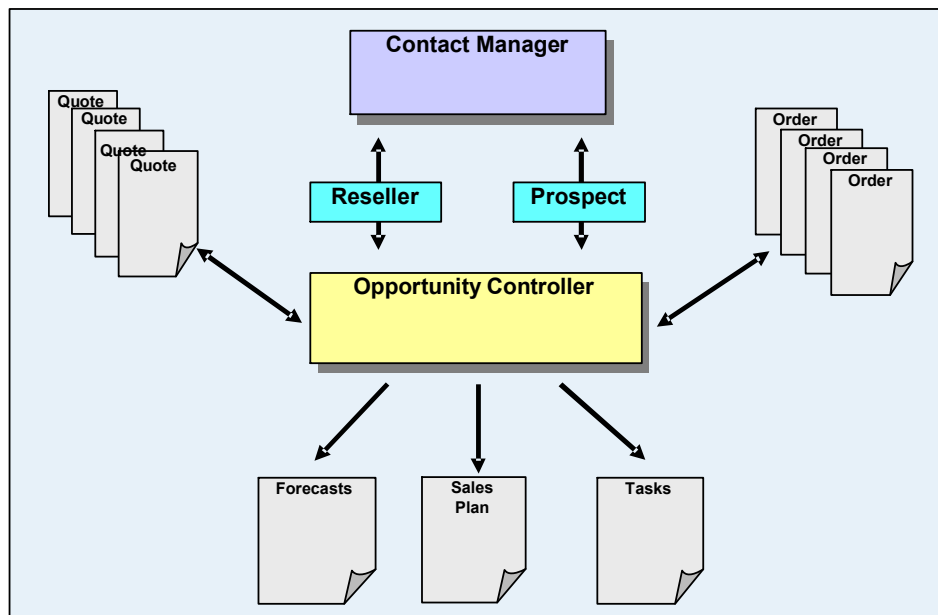 Contact Manager
Quote
Quote
Quote
Quote
Order
Order
Order
Order
Reseller
Prospect
Opportunity Controller
Forecasts
Sales
Plan
Tasks